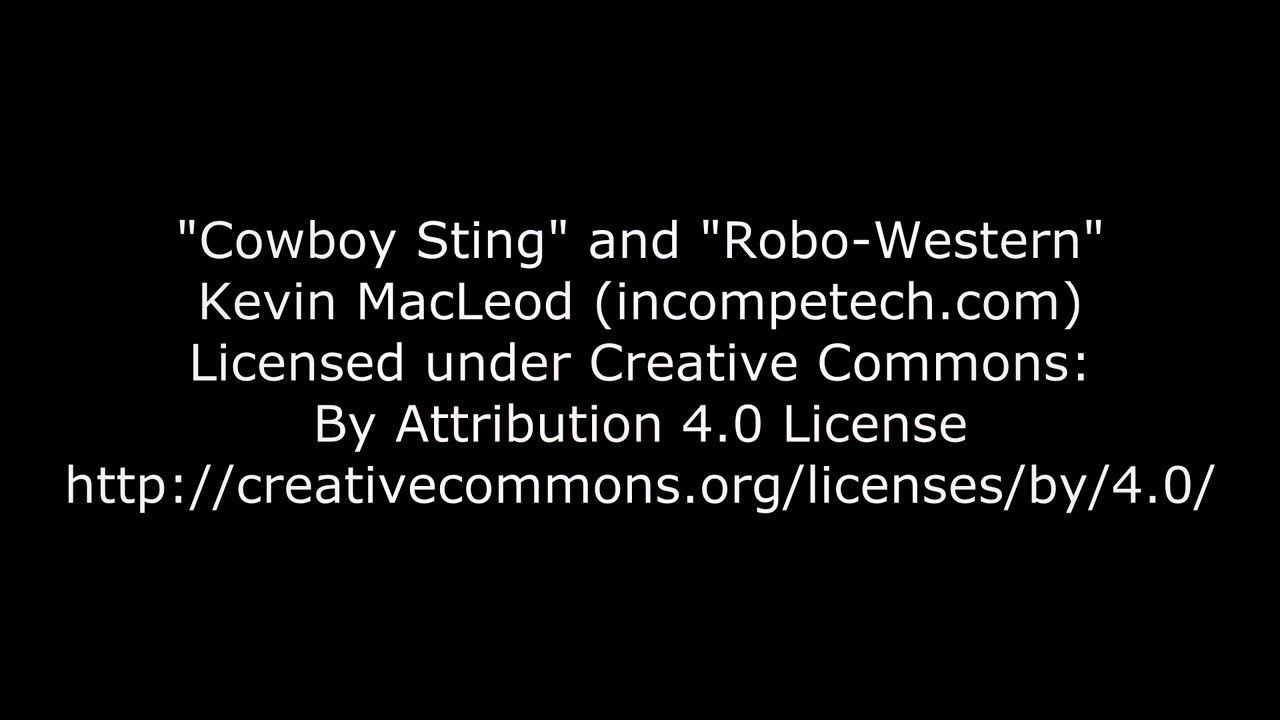 "Cowboy Sting" and "Robo-Western"
Kevin MacLeod (incompetech.com)
Licensed under Creative Commons:
By Attribution 4.0 License
http://creativecommons.org/licenses/by/4.0/